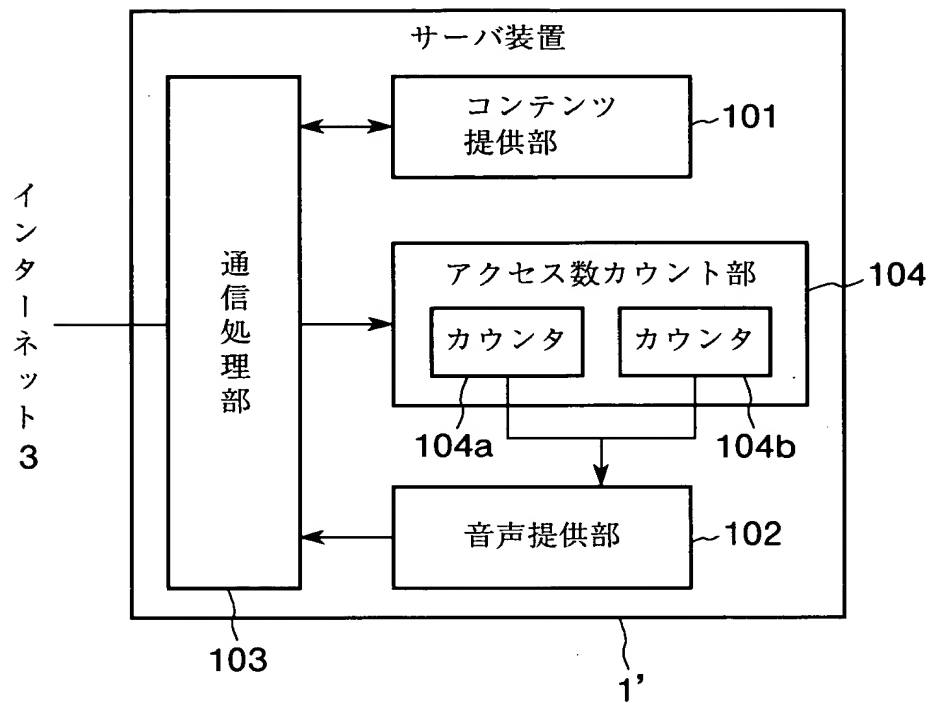 サーバ装置
コンテンツ
提供部
101
インターネット3
通信処理部
アクセス数カウント部
104
カウンタ
カウンタ
104a
104b
音声提供部
102
103
1’